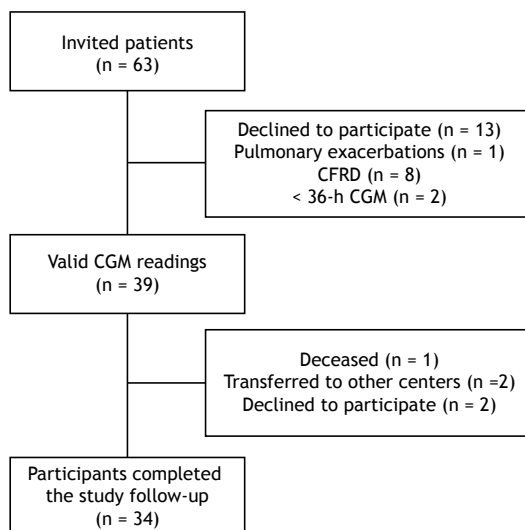 Invited patients
(n = 63)
Declined to participate (n = 13)
Pulmonary exacerbations (n = 1)
CFRD (n = 8)
< 36-h CGM (n = 2)
Valid CGM readings
(n = 39)
Deceased (n = 1)
Transferred to other centers (n =2)
Declined to participate (n = 2)
Participants completed
the study follow-up
(n = 34)